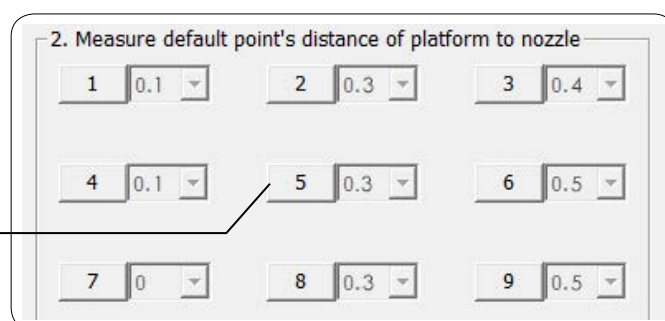 2. Measure default point's distance of platform to nozzle
1 0.1 2 0.3 3 0.4
4 0.1 5 0.3 6 0.5
7 0 8 0.3 9 0.5